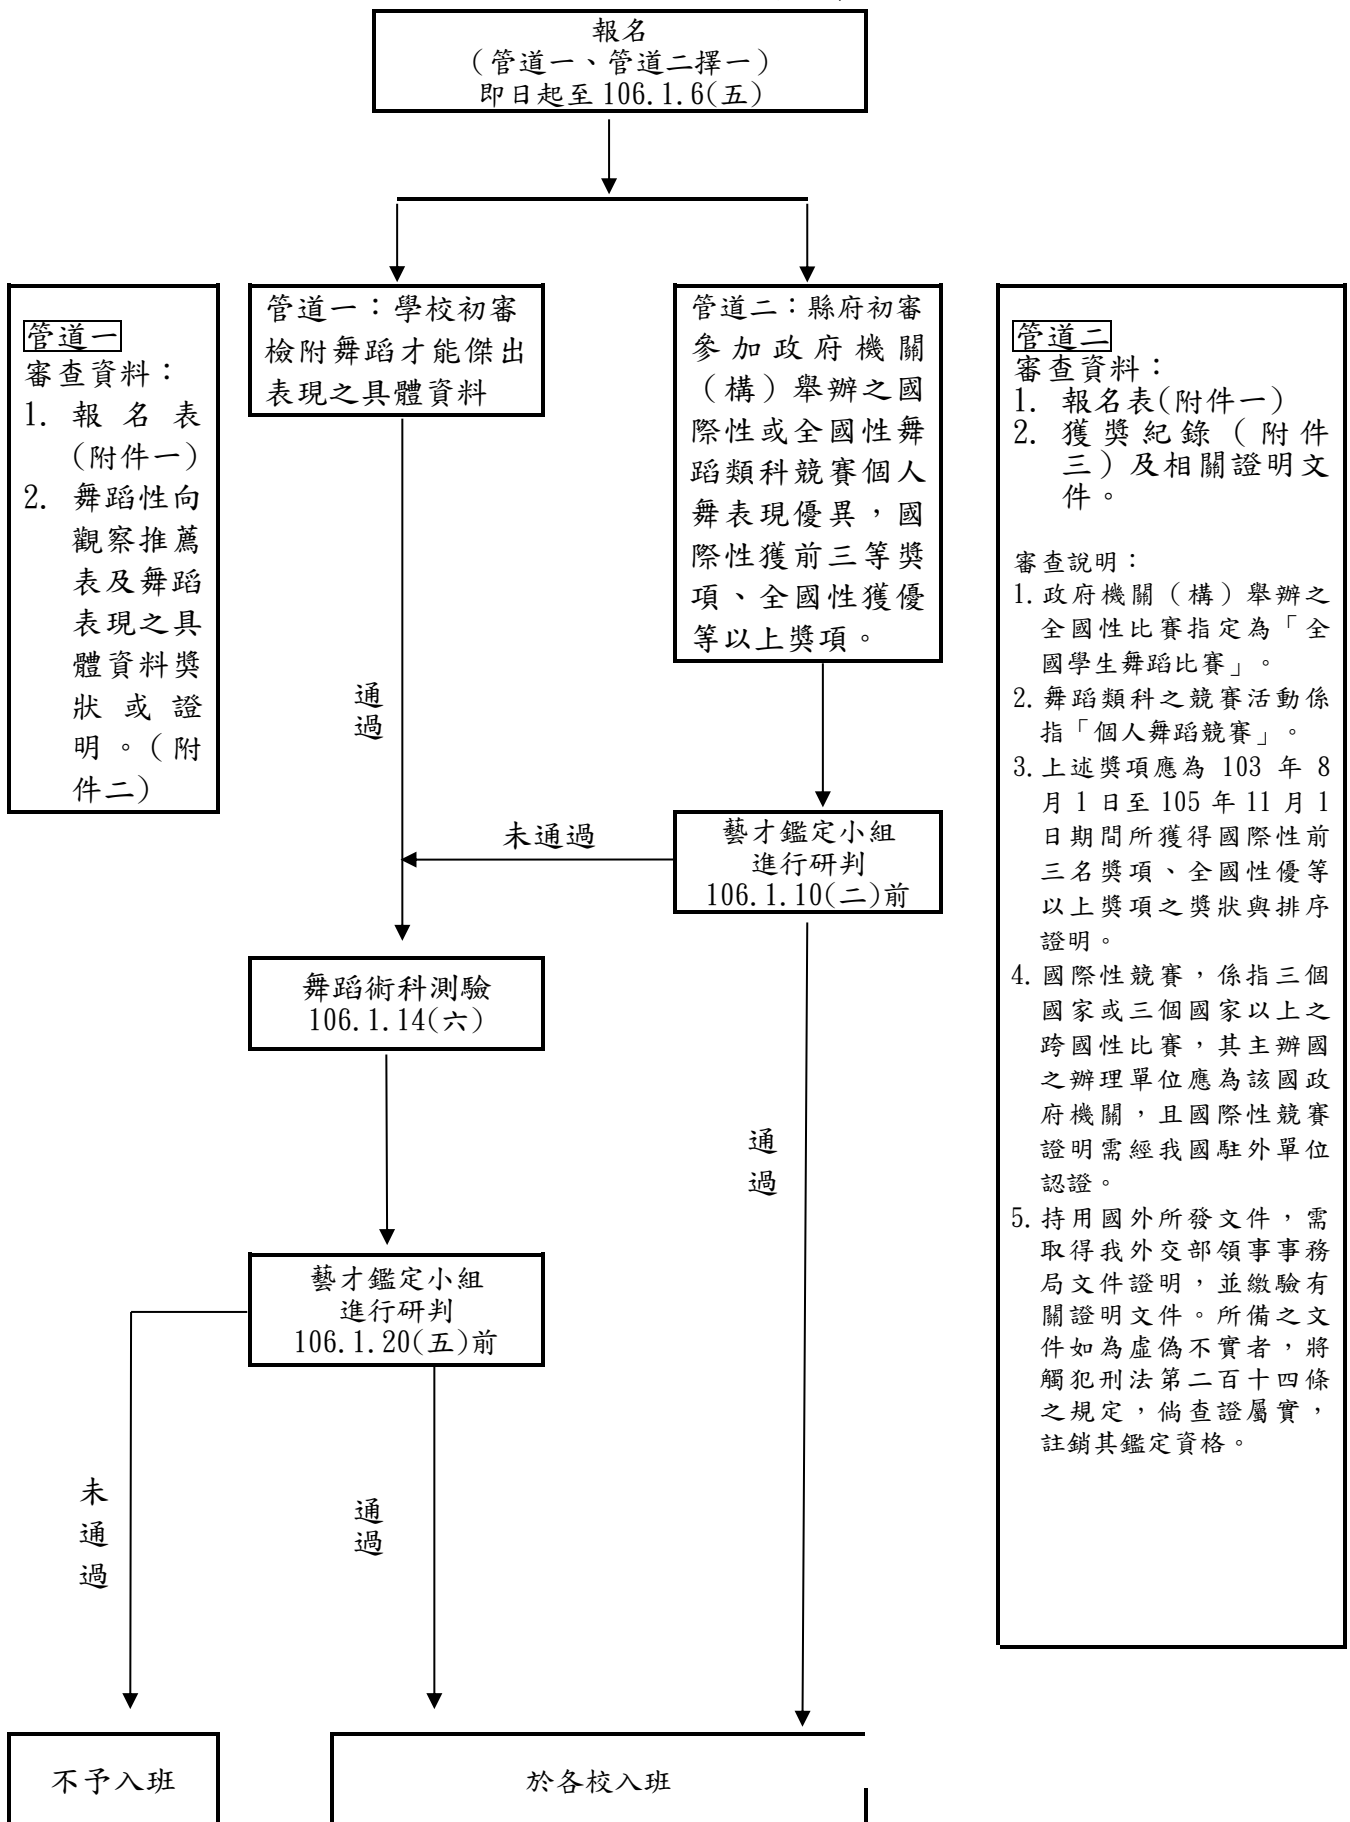 報名
（管道一、管道二擇一）
即日起至 106.1.6(五)
管道一
審查資料：
1. 報名表
(附件一)
2. 舞蹈性向
觀察推薦
表及舞蹈
表現之具
體資料獎
狀或證
明。（附
件二）
管道一：學校初審
檢附舞蹈才能傑出
表現之具體資料
管道二：縣府初審
參加政府機關
（構）舉辦之國
際性或全國性舞
蹈類科競賽個人
舞表現優異，國
際性獲前三等獎
項、全國性獲優
等以上獎項。
管道二
審查資料：
1. 報名表(附件一)
2. 獲獎紀錄（附件
三）及相關證明文
件。
審查說明：
1.政府機關（構）舉辦之
全國性比賽指定為「全
國學生舞蹈比賽」。
2.舞蹈類科之競賽活動係
指「個人舞蹈競賽」。
3.上述獎項應為 103 年 8
月 1 日至 105 年 11 月 1
日期間所獲得國際性前
三名獎項、全國性優等
以上獎項之獎狀與排序
證明。
4.國際性競賽，係指三個
國家或三個國家以上之
跨國性比賽，其主辦國
之辦理單位應為該國政
府機關，且國際性競賽
證明需經我國駐外單位
認證。
5.持用國外所發文件，需
取得我外交部領事事務
局文件證明，並繳驗有
關證明文件。所備之文
件如為虛偽不實者，將
觸犯刑法第二百十四條
之規定，倘查證屬實，
註銷其鑑定資格。
通
過
未通過
藝才鑑定小組
進行研判
106.1.10(二)前
舞蹈術科測驗
106.1.14(六)
通
過
藝才鑑定小組
進行研判
106.1.20(五)前
未
通
過
通
過
不予入班
於各校入班